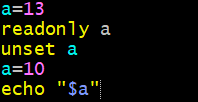 a=13
readonly a
unset a
a=10
echo "$a"